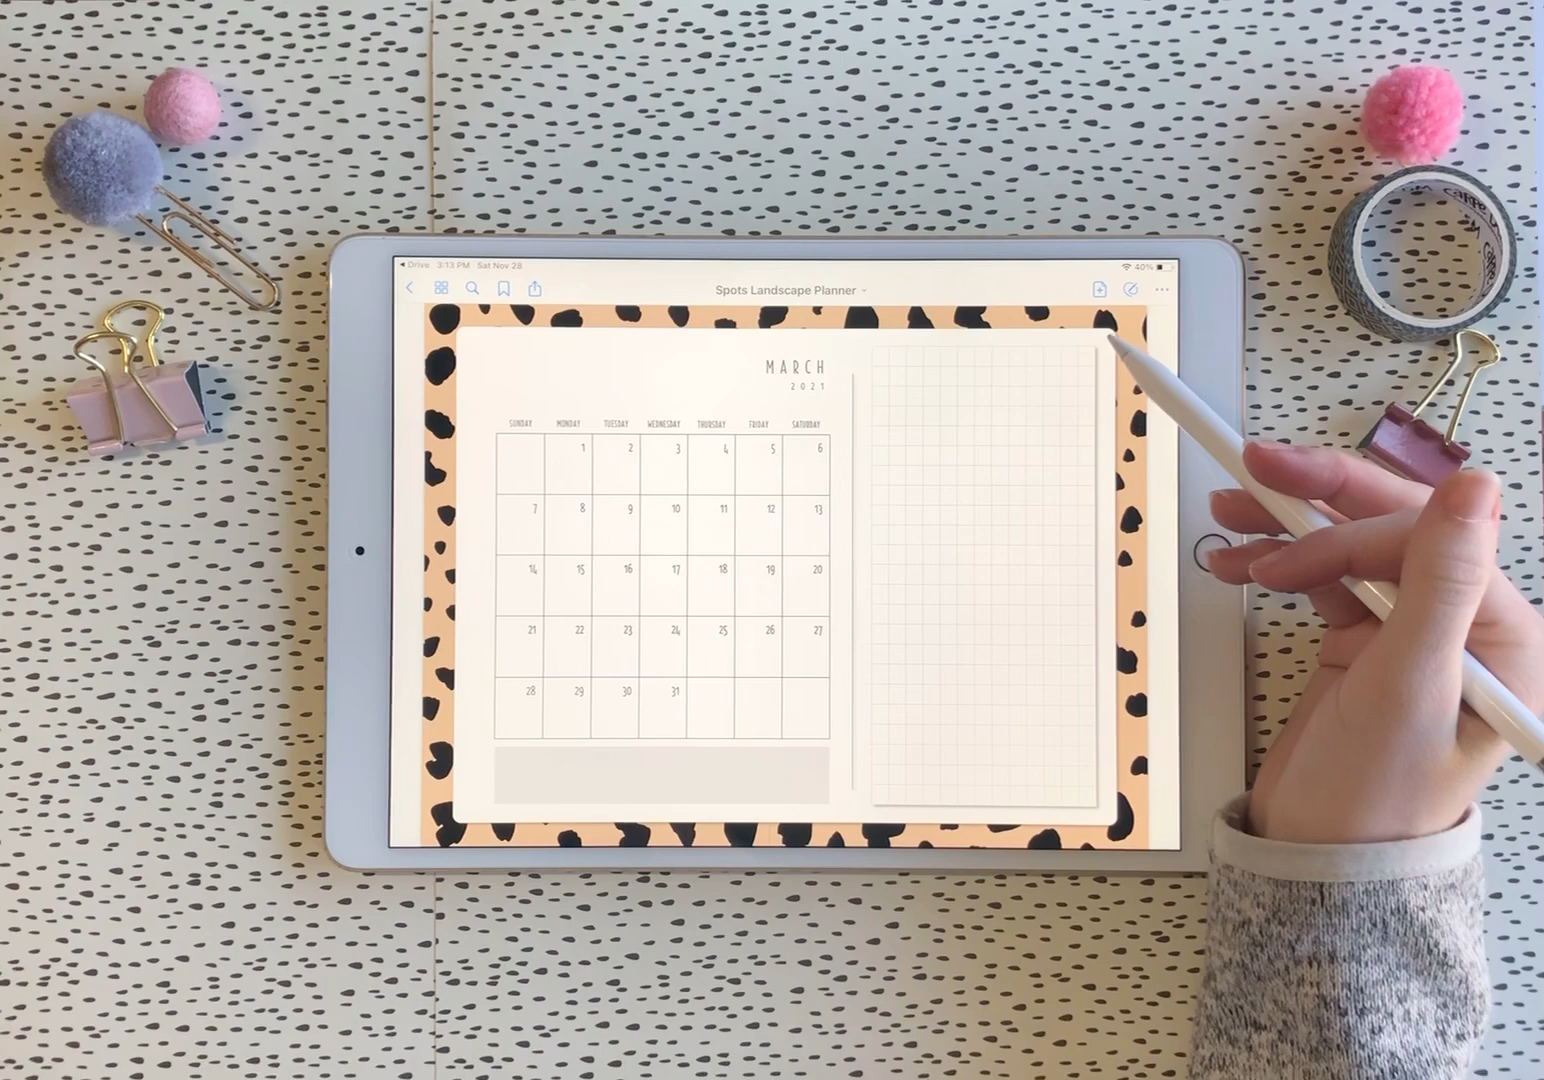 Drive 3:13 PM Sat Nov 28
40%
Spots Landscape Planner
MARCH
2021
SUNDAY MONDAY TUESDAY WEDNESDAY THURSDAY FRIDAY SATURDAY
1 2 3 4 5 6
7 8 9 10 11 12 13
14 15 16 17 18 19 20
21 22 23 24 25 26 27
28 29 30 31